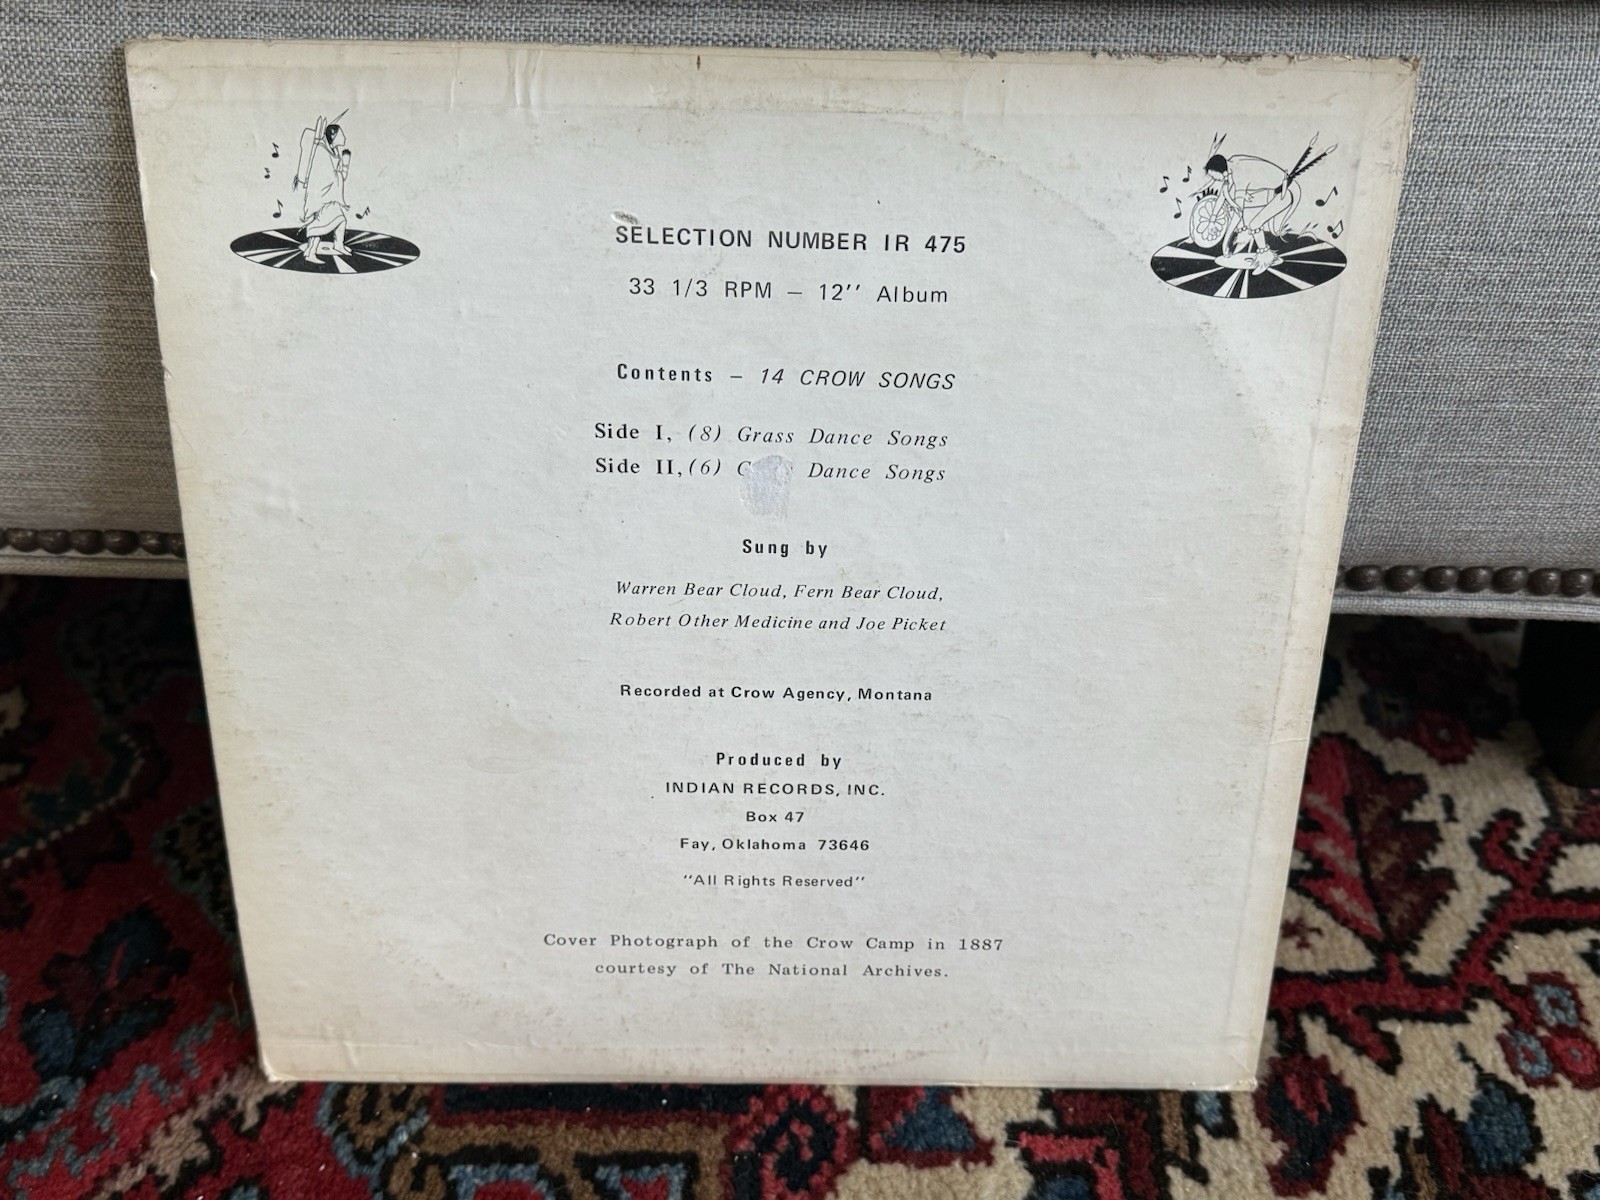 SELECTION NUMBER IR 475
33 1/3 RPM – 12'' Album
Contents – 14 CROW SONGS
Side I, (8) Grass Dance Songs
Side II, (6) Dance Songs
Sung by
Warren Bear Cloud, Fern Bear Cloud,
Robert Other Medicine and Joe Picket
Recorded at Crow Agency, Montana
Produced by
INDIAN RECORDS, INC.
Box 47
Fay, Oklahoma 73646
"All Rights Reserved"
Cover Photograph of the Crow Camp in 1887
courtesy of The National Archives.